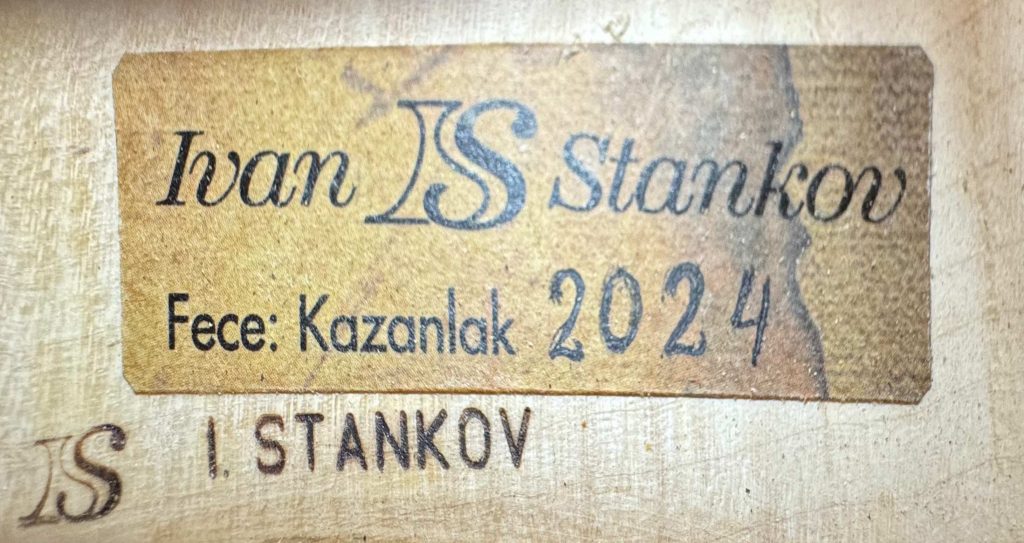 Ivan IS Stankov
Fece: Kazanlak 2024
I. STANKOV
IS